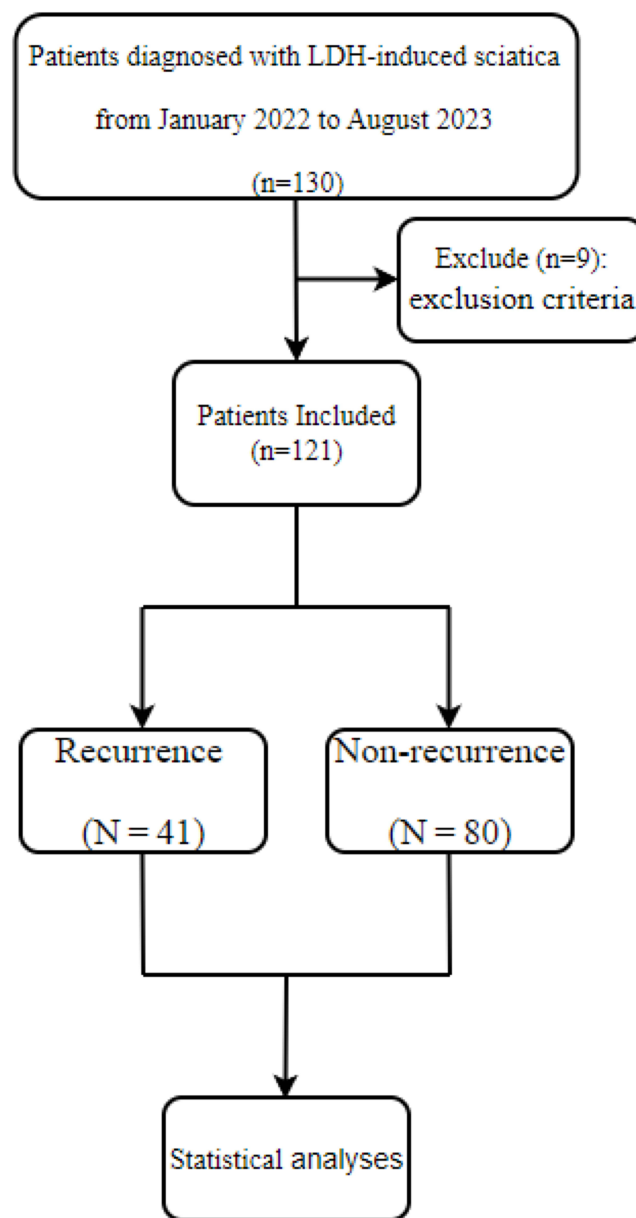 Patients diagnosed with LDH-induced sciatica
from January 2022 to August 2023
(n=130)
Exclude (n=9):
exclusion criteria
Patients Included
(n=121)
Recurrence
(N = 41)
Non-recurrence
(N = 80)
Statistical analyses